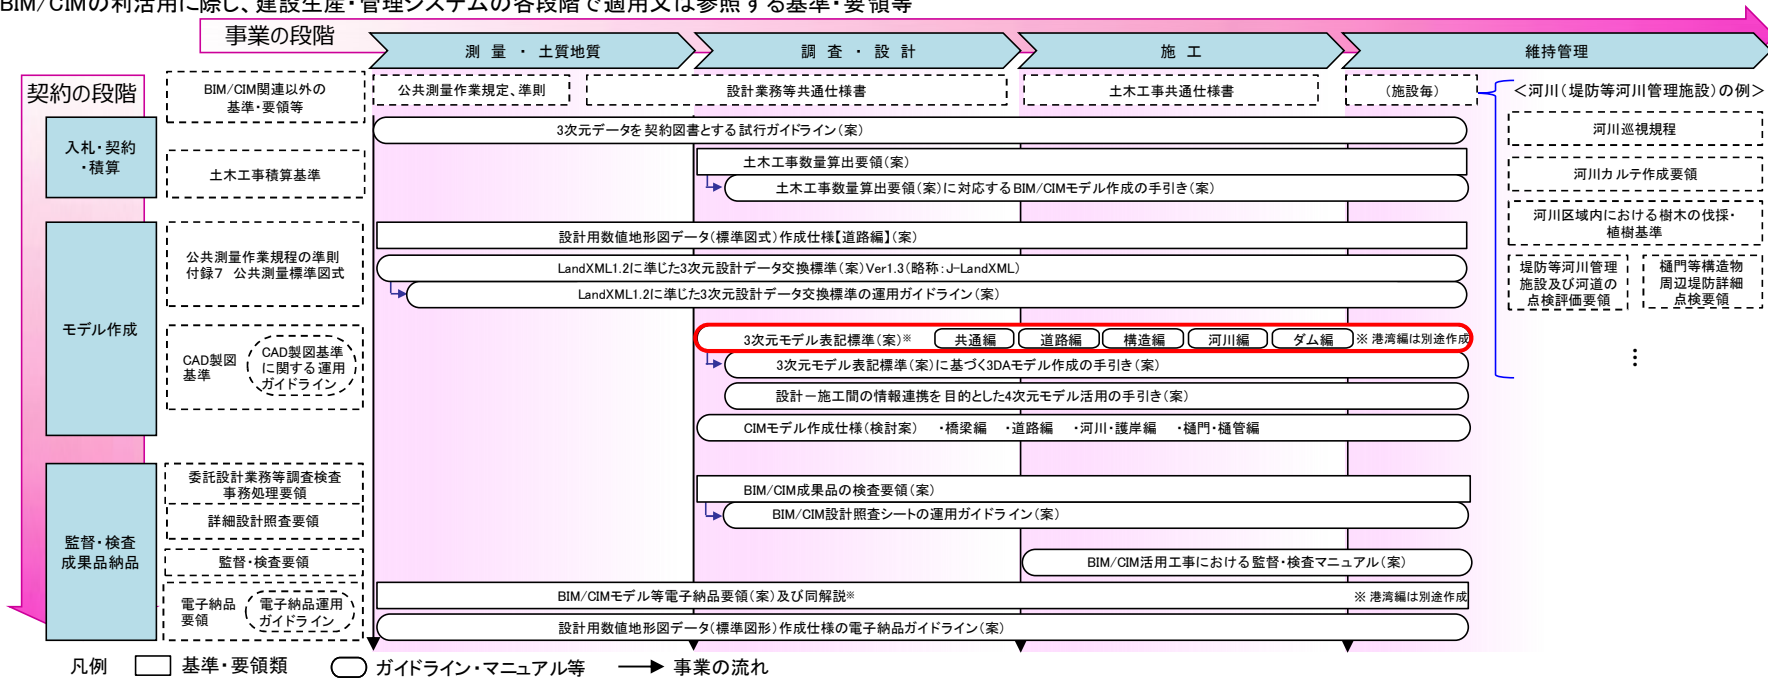 BIM/CIMの利活用に際し、建設生産・管理システムの各段階で適用又は参照する基準・要領等
事業の段階
測 量 ・ 土質地質
調 査 ・ 設 計
施 工
維持管理
契約の段階
BIM/CIM関連以外の
基準・要領等
公共測量作業規定、準則
設計業務等共通仕様書
土木工事共通仕様書
(施設毎)
<河川(堤防等河川管理施設)の例>
入札・契約
・積算
3次元データを契約図書とする試行ガイドライン(案)
河川巡視規程
土木工事積算基準
土木工事数量算出要領(案)
土木工事数量算出要領(案)に対応するBIM/CIMモデル作成の手引き(案)
河川カルテ作成要領
河川区域内における樹木の伐採・
植樹基準
モデル作成
公共測量作業規程の準則
付録7 公共測量標準図式
設計用数値地形図データ(標準図式)作成仕様【道路編】(案)
LandXML1.2に準じた3次元設計データ交換標準(案)Ver1.3(略称:J-LandXML)
LandXML1.2に準じた3次元設計データ交換標準の運用ガイドライン(案)
堤防等河川管理
施設及び河道の
点検評価要領
樋門等構造物
周辺堤防詳細
点検要領
CAD製図
基準
CAD製図基準
に関する運用
ガイドライン
3次元モデル表記標準(案)※
共通編
道路編
構造編
河川編
ダム編
※ 港湾編は別途作成
3次元モデル表記標準(案)に基づく3DAモデル作成の手引き(案)
設計-施工間の情報連携を目的とした4次元モデル活用の手引き(案)
CIMモデル作成仕様(検討案) ・橋梁編 ・道路編 ・河川・護岸編 ・樋門・樋管編
⋮
監督・検査
成果品納品
委託設計業務等調査検査
事務処理要領
詳細設計照査要領
監督・検査要領
BIM/CIM成果品の検査要領(案)
BIM/CIM設計照査シートの運用ガイドライン(案)
BIM/CIM活用工事における監督・検査マニュアル(案)
電子納品
要領
電子納品運用
ガイドライン
BIM/CIMモデル等電子納品要領(案)及び同解説※
※ 港湾編は別途作成
設計用数値地形図データ(標準図形)作成仕様の電子納品ガイドライン(案)
凡例
基準・要領類
ガイドライン・マニュアル等
事業の流れ